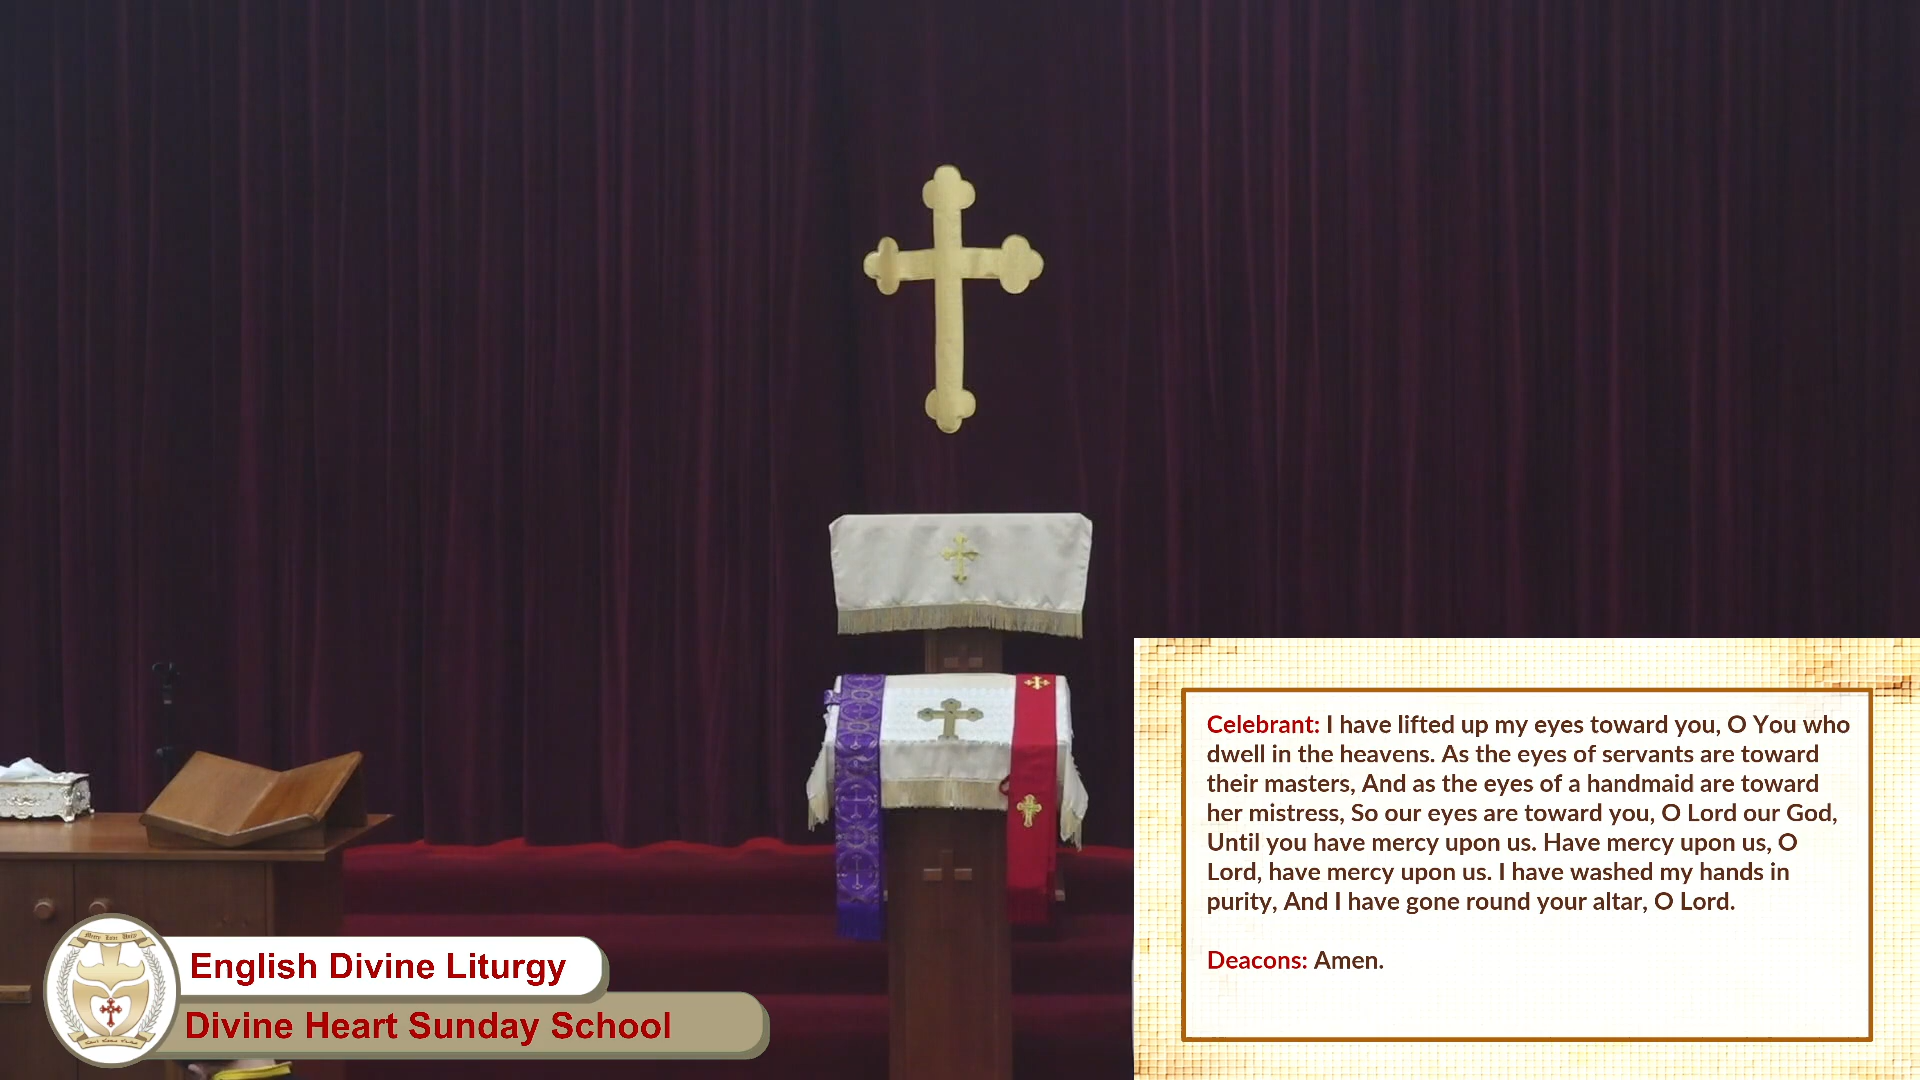 Celebrant: I have lifted up my eyes toward you, O You who
dwell in the heavens. As the eyes of servants are toward
their masters, And as the eyes of a handmaid are toward
her mistress, So our eyes are toward you, O Lord our God,
Until you have mercy upon us. Have mercy upon us, O
Lord, have mercy upon us. I have washed my hands in
purity, And I have gone round your altar, O Lord.
Deacons: Amen.
Mercy Love Unity
English Divine Liturgy
Divine Heart Sunday School